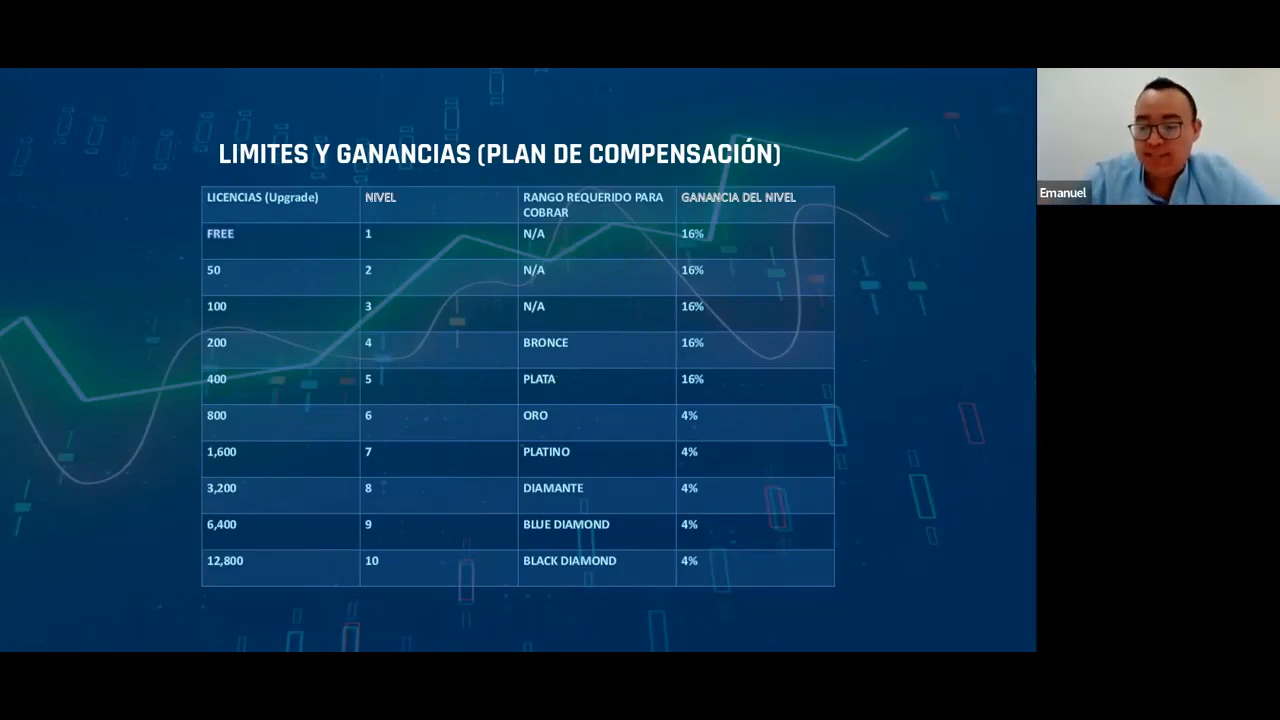 LIMITES Y GANANCIAS (PLAN DE COMPENSACIÓN)
LICENCIAS (Upgrade) NIVEL RANGO REQUERIDO PARA COBRAR GANANCIA DEL NIVEL
FREE 1 N/A 16%
50 2 N/A 16%
100 3 N/A 16%
200 4 BRONCE 16%
400 5 PLATA 16%
800 6 ORO 4%
1,600 7 PLATINO 4%
3,200 8 DIAMANTE 4%
6,400 9 BLUE DIAMOND 4%
12,800 10 BLACK DIAMOND 4%
Emanuel